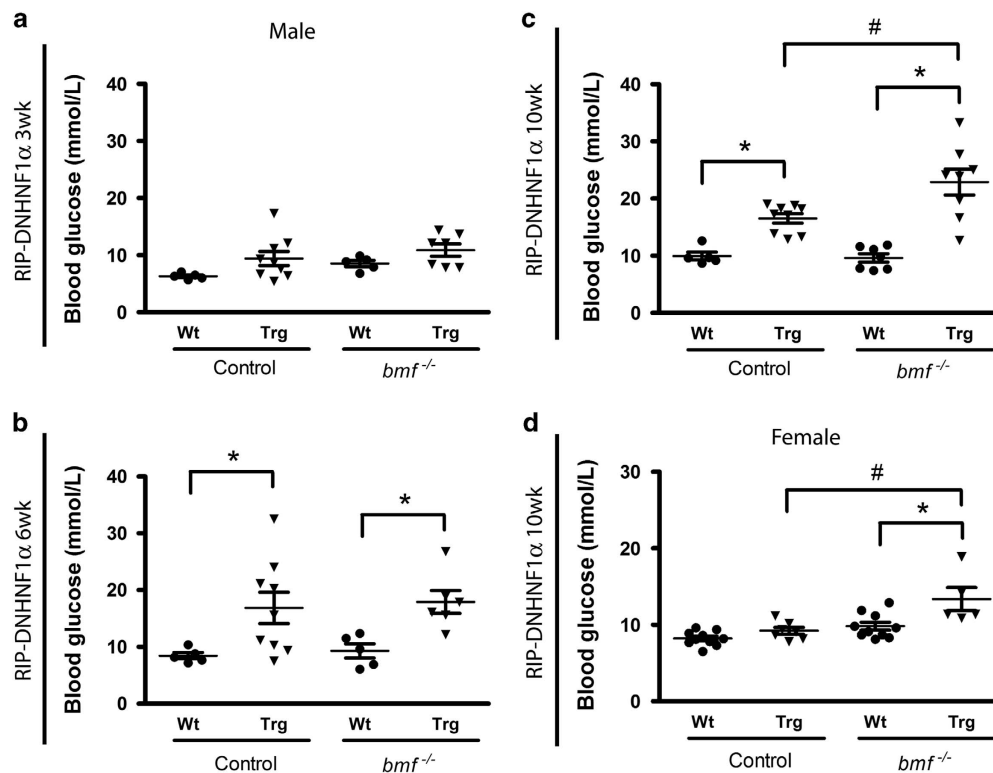 a
Male
RIP-DNHNF1α 3wk
Blood glucose (mmol/L)
40
30
20
10
0
Wt
Trg
Wt
Trg
Control
bmf -/-
b
RIP-DNHNF1α 6wk
Blood glucose (mmol/L)
40
30
20
10
0
*
*
Wt
Trg
Wt
Trg
Control
bmf -/-
c
RIP-DNHNF1α 10wk
Blood glucose (mmol/L)
40
30
20
10
0
#
*
*
Wt
Trg
Wt
Trg
Control
bmf -/-
d
Female
RIP-DNHNF1α 10wk
Blood glucose (mmol/L)
30
20
10
0
#
*
Wt
Trg
Wt
Trg
Control
bmf -/-